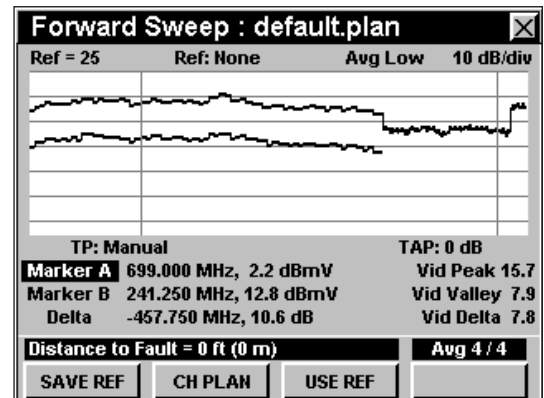 Forward Sweep : default.plan
Ref = 25 Ref: None Avg Low 10 dB/div
TP: Manual TAP: 0 dB
Marker A 699.000 MHz, 2.2 dBmV Vid Peak 15.7
Marker B 241.250 MHz, 12.8 dBmV Vid Valley 7.9
Delta -457.750 MHz, 10.6 dB Vid Delta 7.8
Distance to Fault = 0 ft (0 m) Avg 4 / 4
SAVE REF CH PLAN USE REF